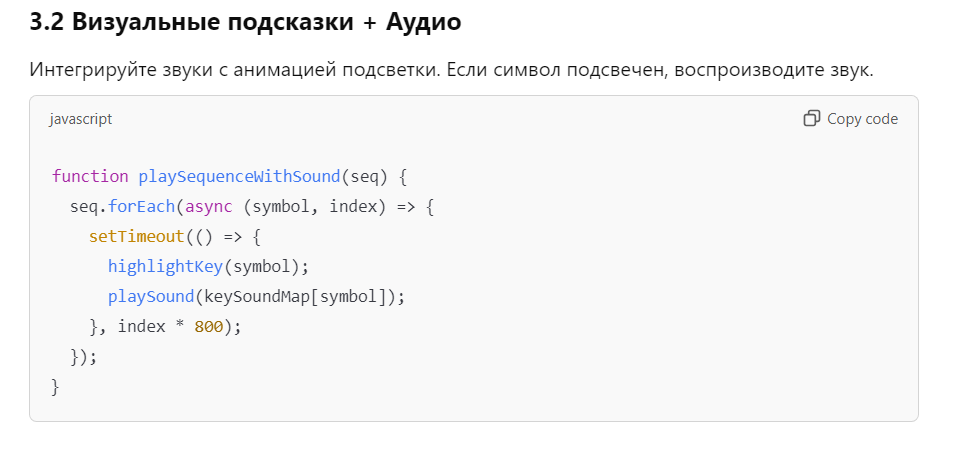 3.2 Визуальные подсказки + Аудио
Интегрируйте звуки с анимацией подсветки. Если символ подсвечен, воспроизводите звук.
javascript
Copy code
function playSequenceWithSound(seq) {
  seq.forEach(async (symbol, index) => {
    setTimeout(() => {
      highlightKey(symbol);
      playSound(keySoundMap[symbol]);
    }, index * 800);
  });
}